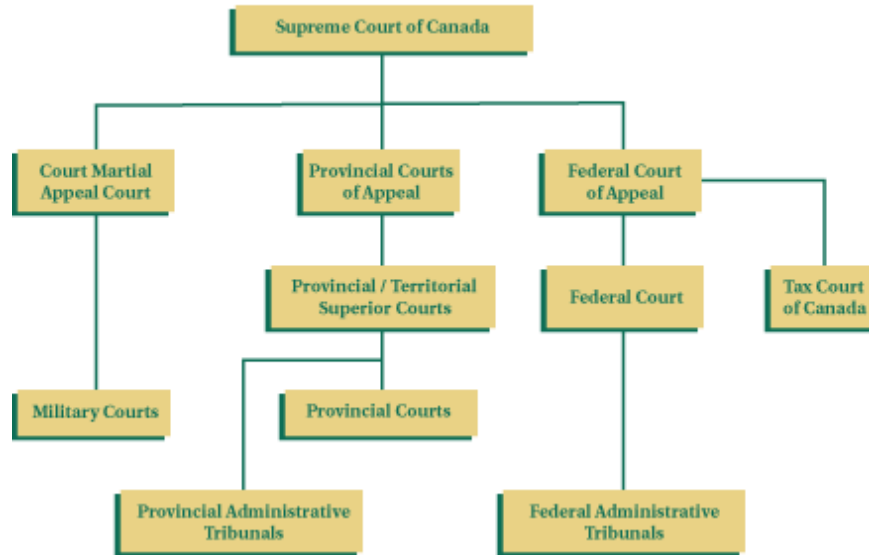 Supreme Court of Canada
Court Martial
Appeal Court
Provincial Courts
of Appeal
Federal Court
of Appeal
Provincial / Territorial
Superior Courts
Federal Court
Tax Court
of Canada
Military Courts
Provincial Courts
Provincial Administrative
Tribunals
Federal Administrative
Tribunals